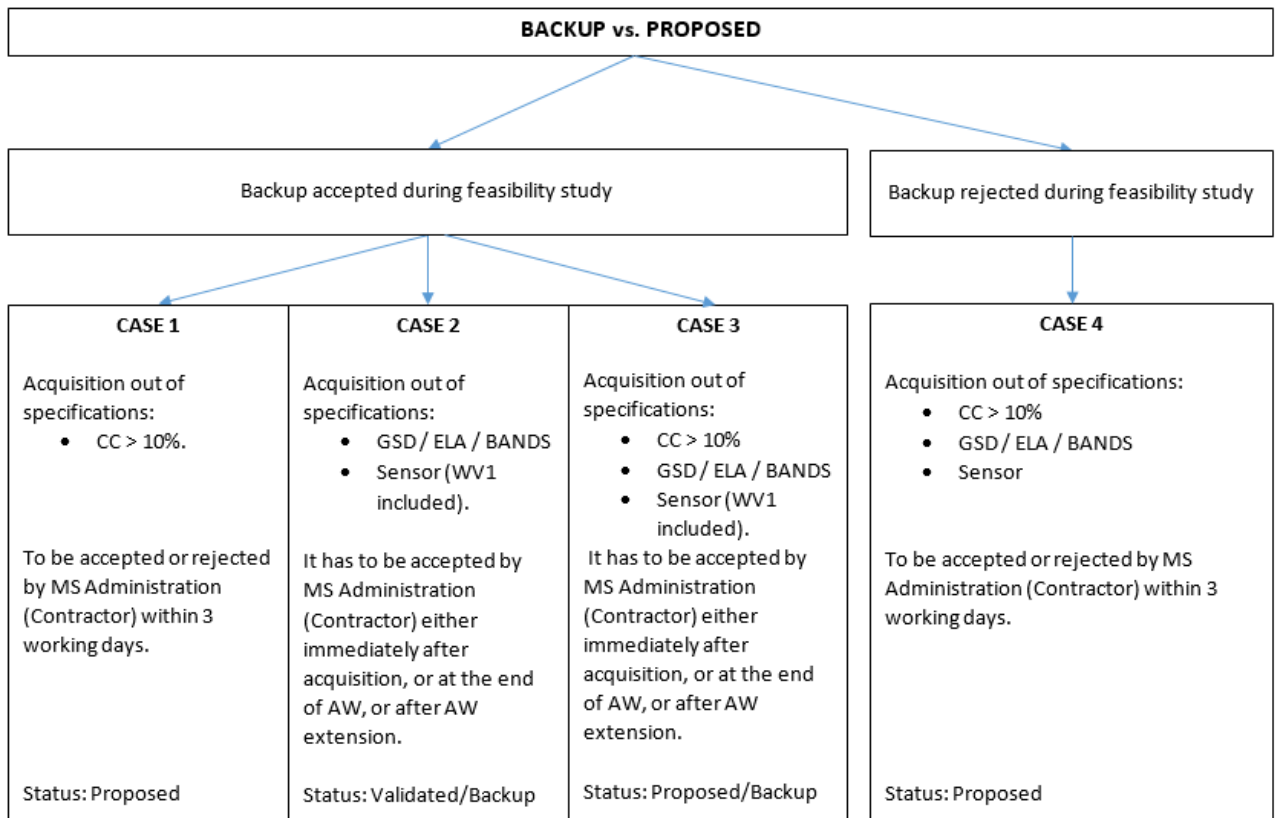 BACKUP vs. PROPOSED
Backup accepted during feasibility study
Backup rejected during feasibility study
CASE 1
Acquisition out of
specifications:
• CC > 10%.
To be accepted or rejected
by MS Administration
(Contractor) within 3
working days.
Status: Proposed
CASE 2
Acquisition out of
specifications:
• GSD / ELA / BANDS
• Sensor (WV1
included).
It has to be accepted by
MS Administration
(Contractor) either
immediately after
acquisition, or at the end
of AW, or after AW
extension.
Status: Validated/Backup
CASE 3
Acquisition out of
specifications:
• CC > 10%
• GSD / ELA / BANDS
• Sensor (WV1
included).
It has to be accepted by
MS Administration
(Contractor) either
immediately after
acquisition, or at the end
of AW, or after AW
extension.
Status: Proposed/Backup
CASE 4
Acquisition out of specifications:
• CC > 10%
• GSD / ELA / BANDS
• Sensor
To be accepted or rejected by MS
Administration (Contractor) within 3
working days.
Status: Proposed